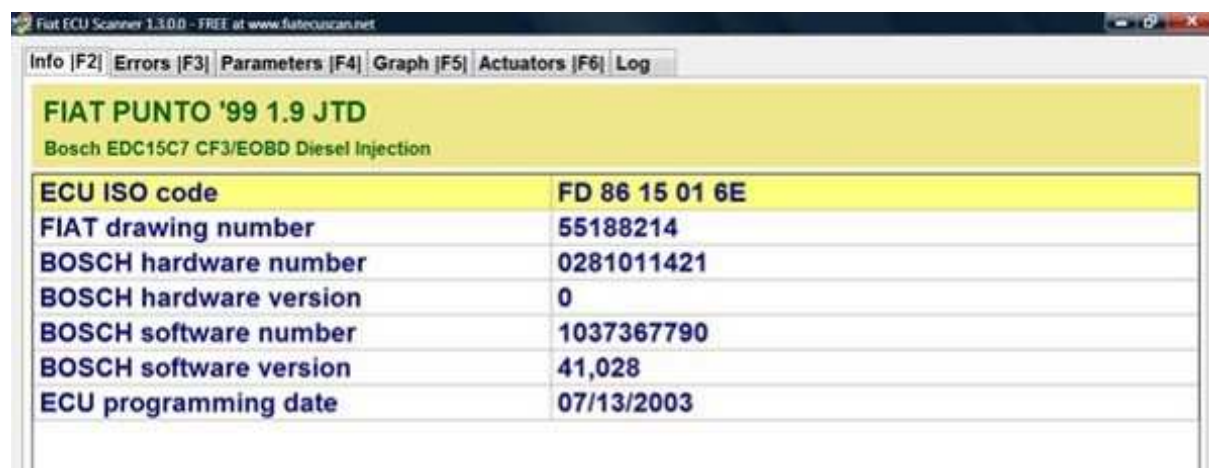 Fiat ECU Scanner 1.3.0.0 - FREE at www.fiatecuscan.net
Info |F2| Errors |F3| Parameters |F4| Graph |F5| Actuators |F6| Log
FIAT PUNTO '99 1.9 JTD
Bosch EDC15C7 CF3/EOBD Diesel Injection
ECU ISO code FD 86 15 01 6E
FIAT drawing number 55188214
BOSCH hardware number 0281011421
BOSCH hardware version 0
BOSCH software number 1037367790
BOSCH software version 41,028
ECU programming date 07/13/2003